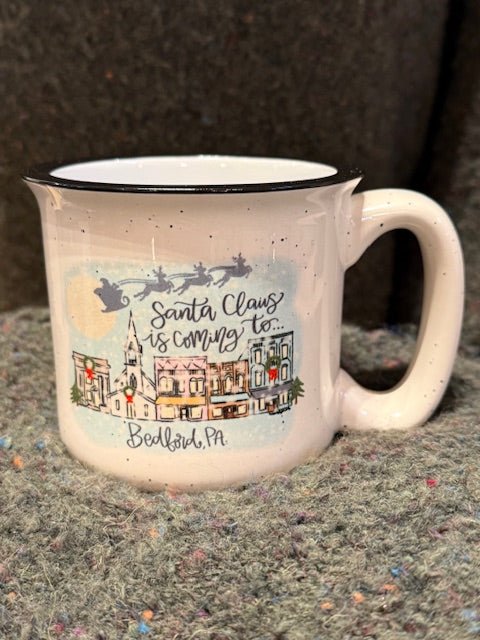 Santa Claus
is coming to...
Bedford, PA.